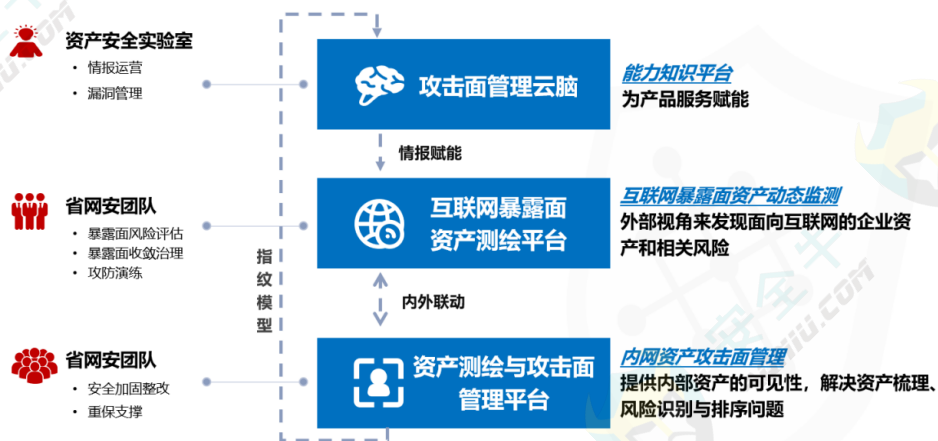 资产安全实验室
• 情报运营
• 漏洞管理
攻击面管理云脑
能力知识平台
为产品服务赋能
情报赋能
省网安团队
• 暴露面风险评估
• 暴露面收敛治理
• 攻防演练
互联网暴露面
资产测绘平台
互联网暴露面资产动态监测
外部视角来发现面向互联网的企业资
产和相关风险
指纹模型
内外联动
省网安团队
• 安全加固整改
• 重保支撑
资产测绘与攻击面
管理平台
内网资产攻击面管理
提供内部资产的可见性，解决资产梳理、
风险识别与排序问题
安全牛